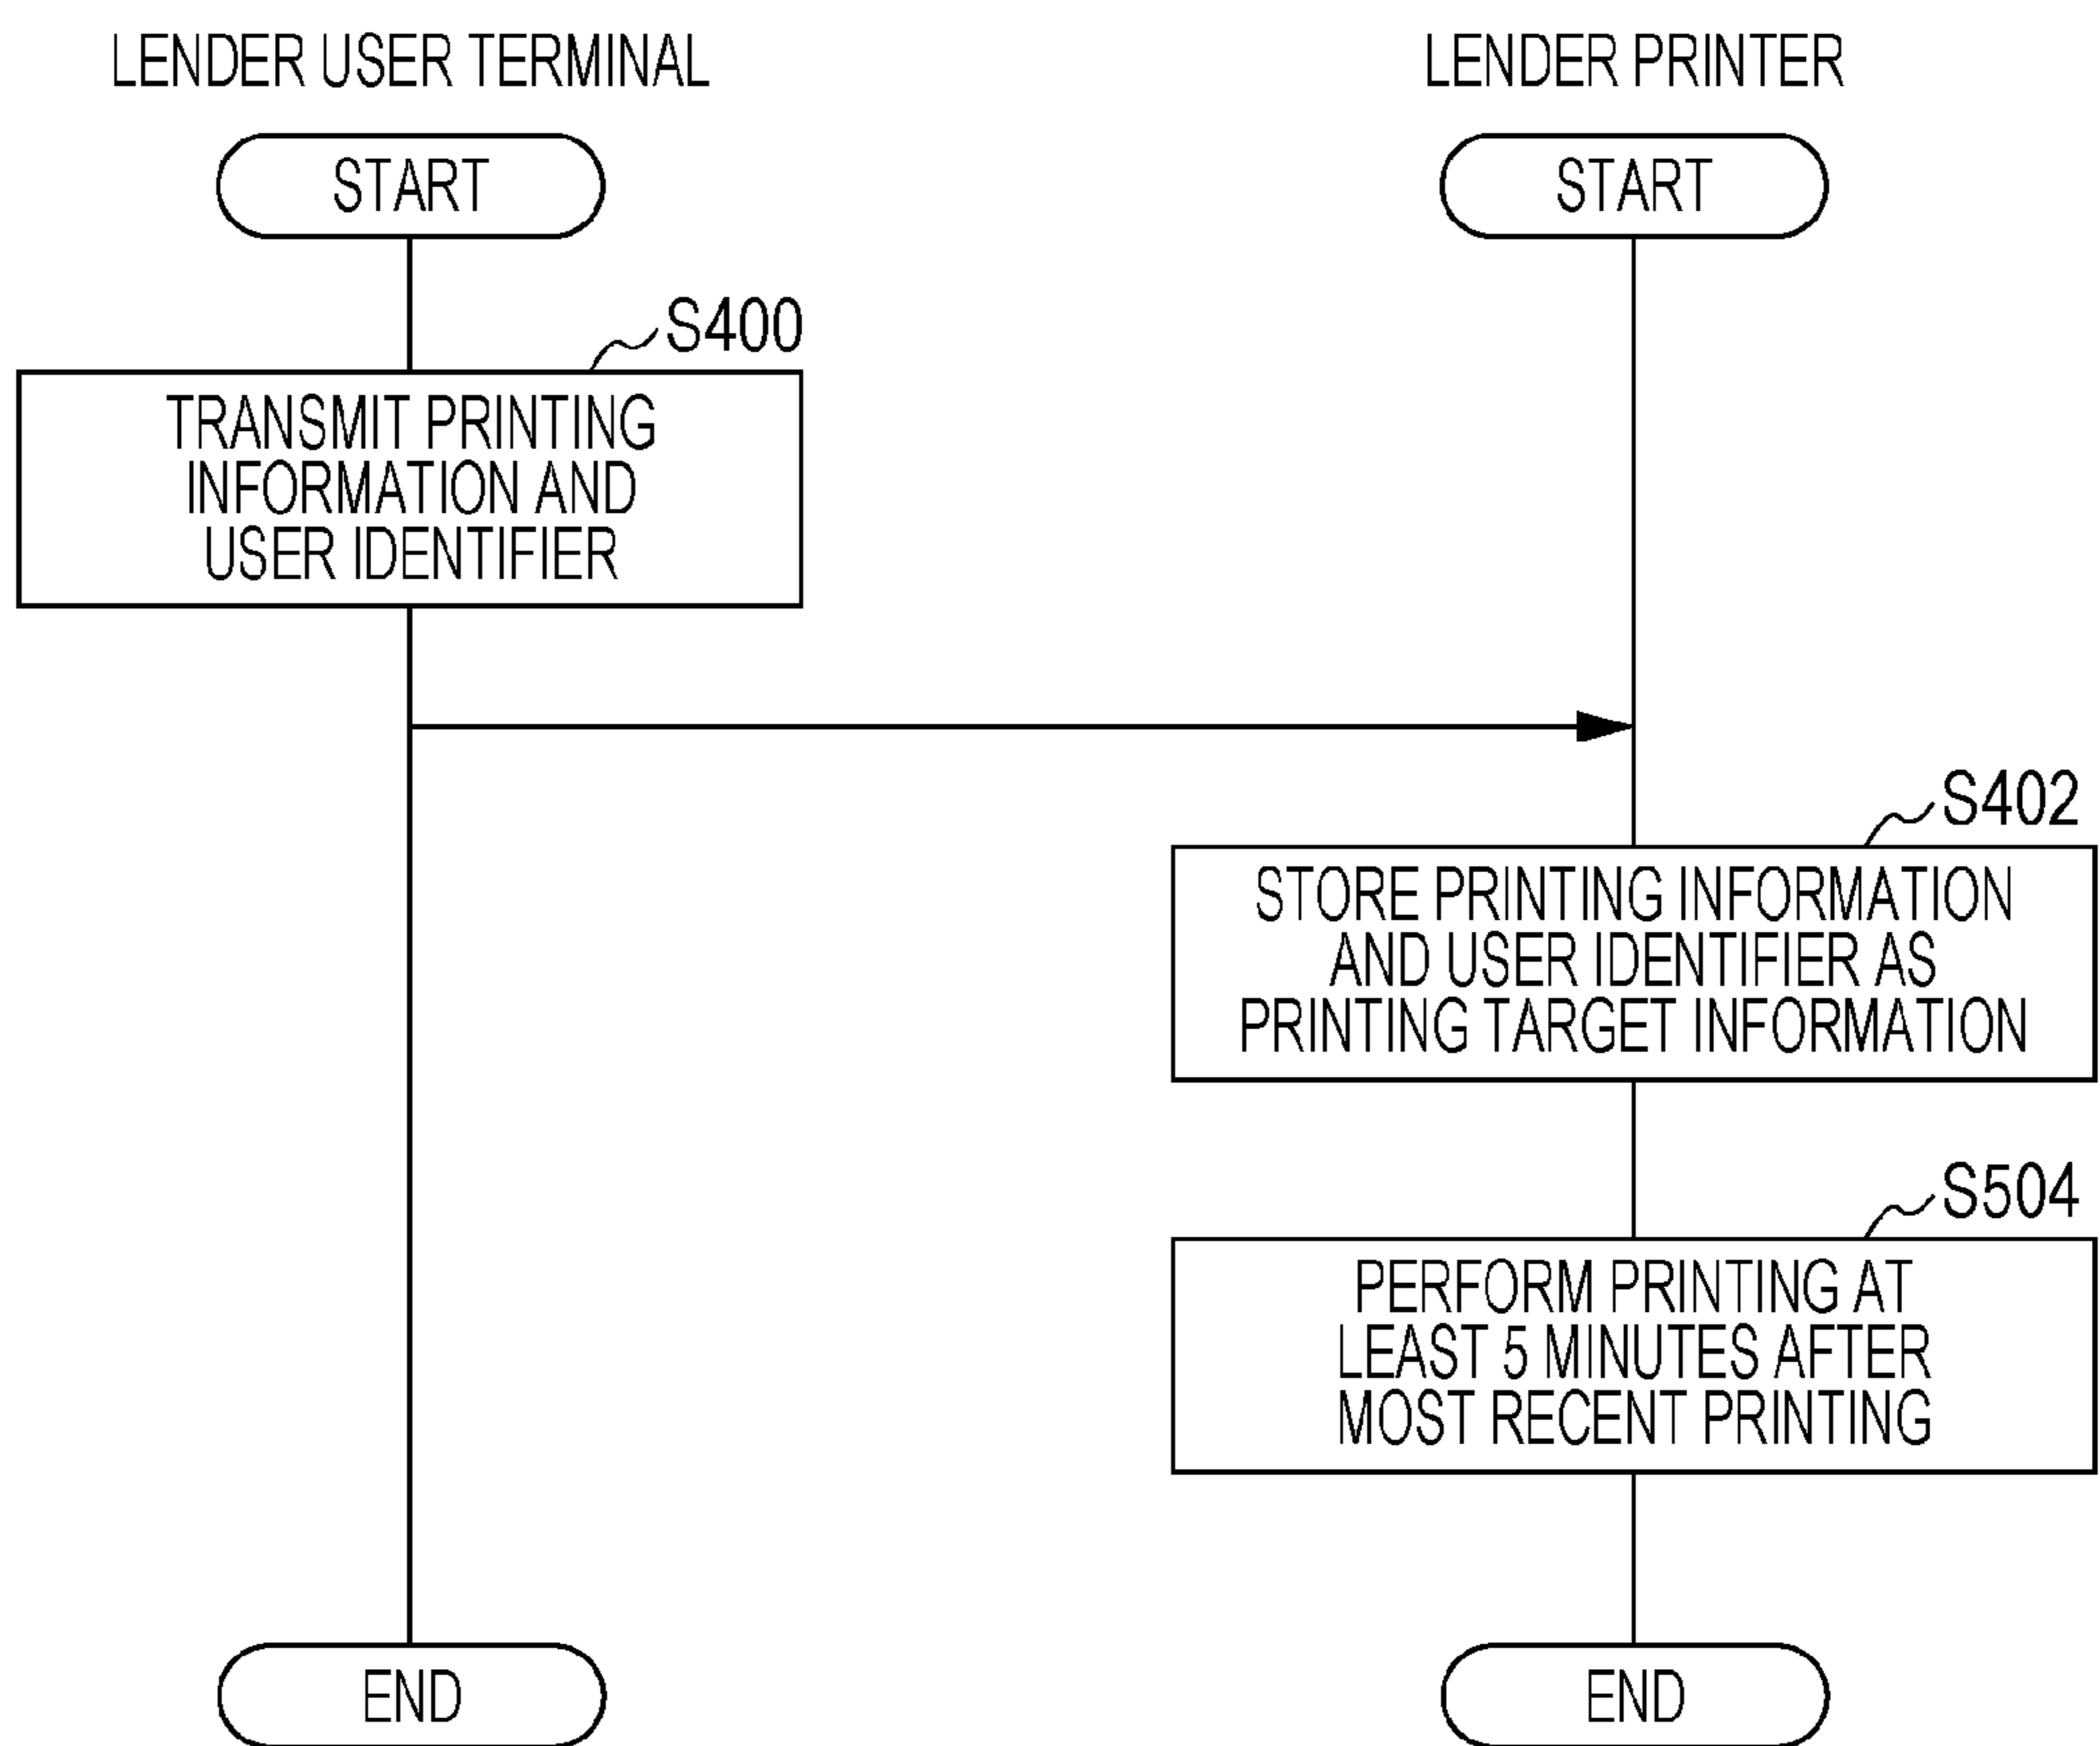 LENDER USER TERMINAL
LENDER PRINTER
START
START
S400
TRANSMIT PRINTING
INFORMATION AND
USER IDENTIFIER
S402
STORE PRINTING INFORMATION
AND USER IDENTIFIER AS
PRINTING TARGET INFORMATION
S504
PERFORM PRINTING AT
LEAST 5 MINUTES AFTER
MOST RECENT PRINTING
END
END